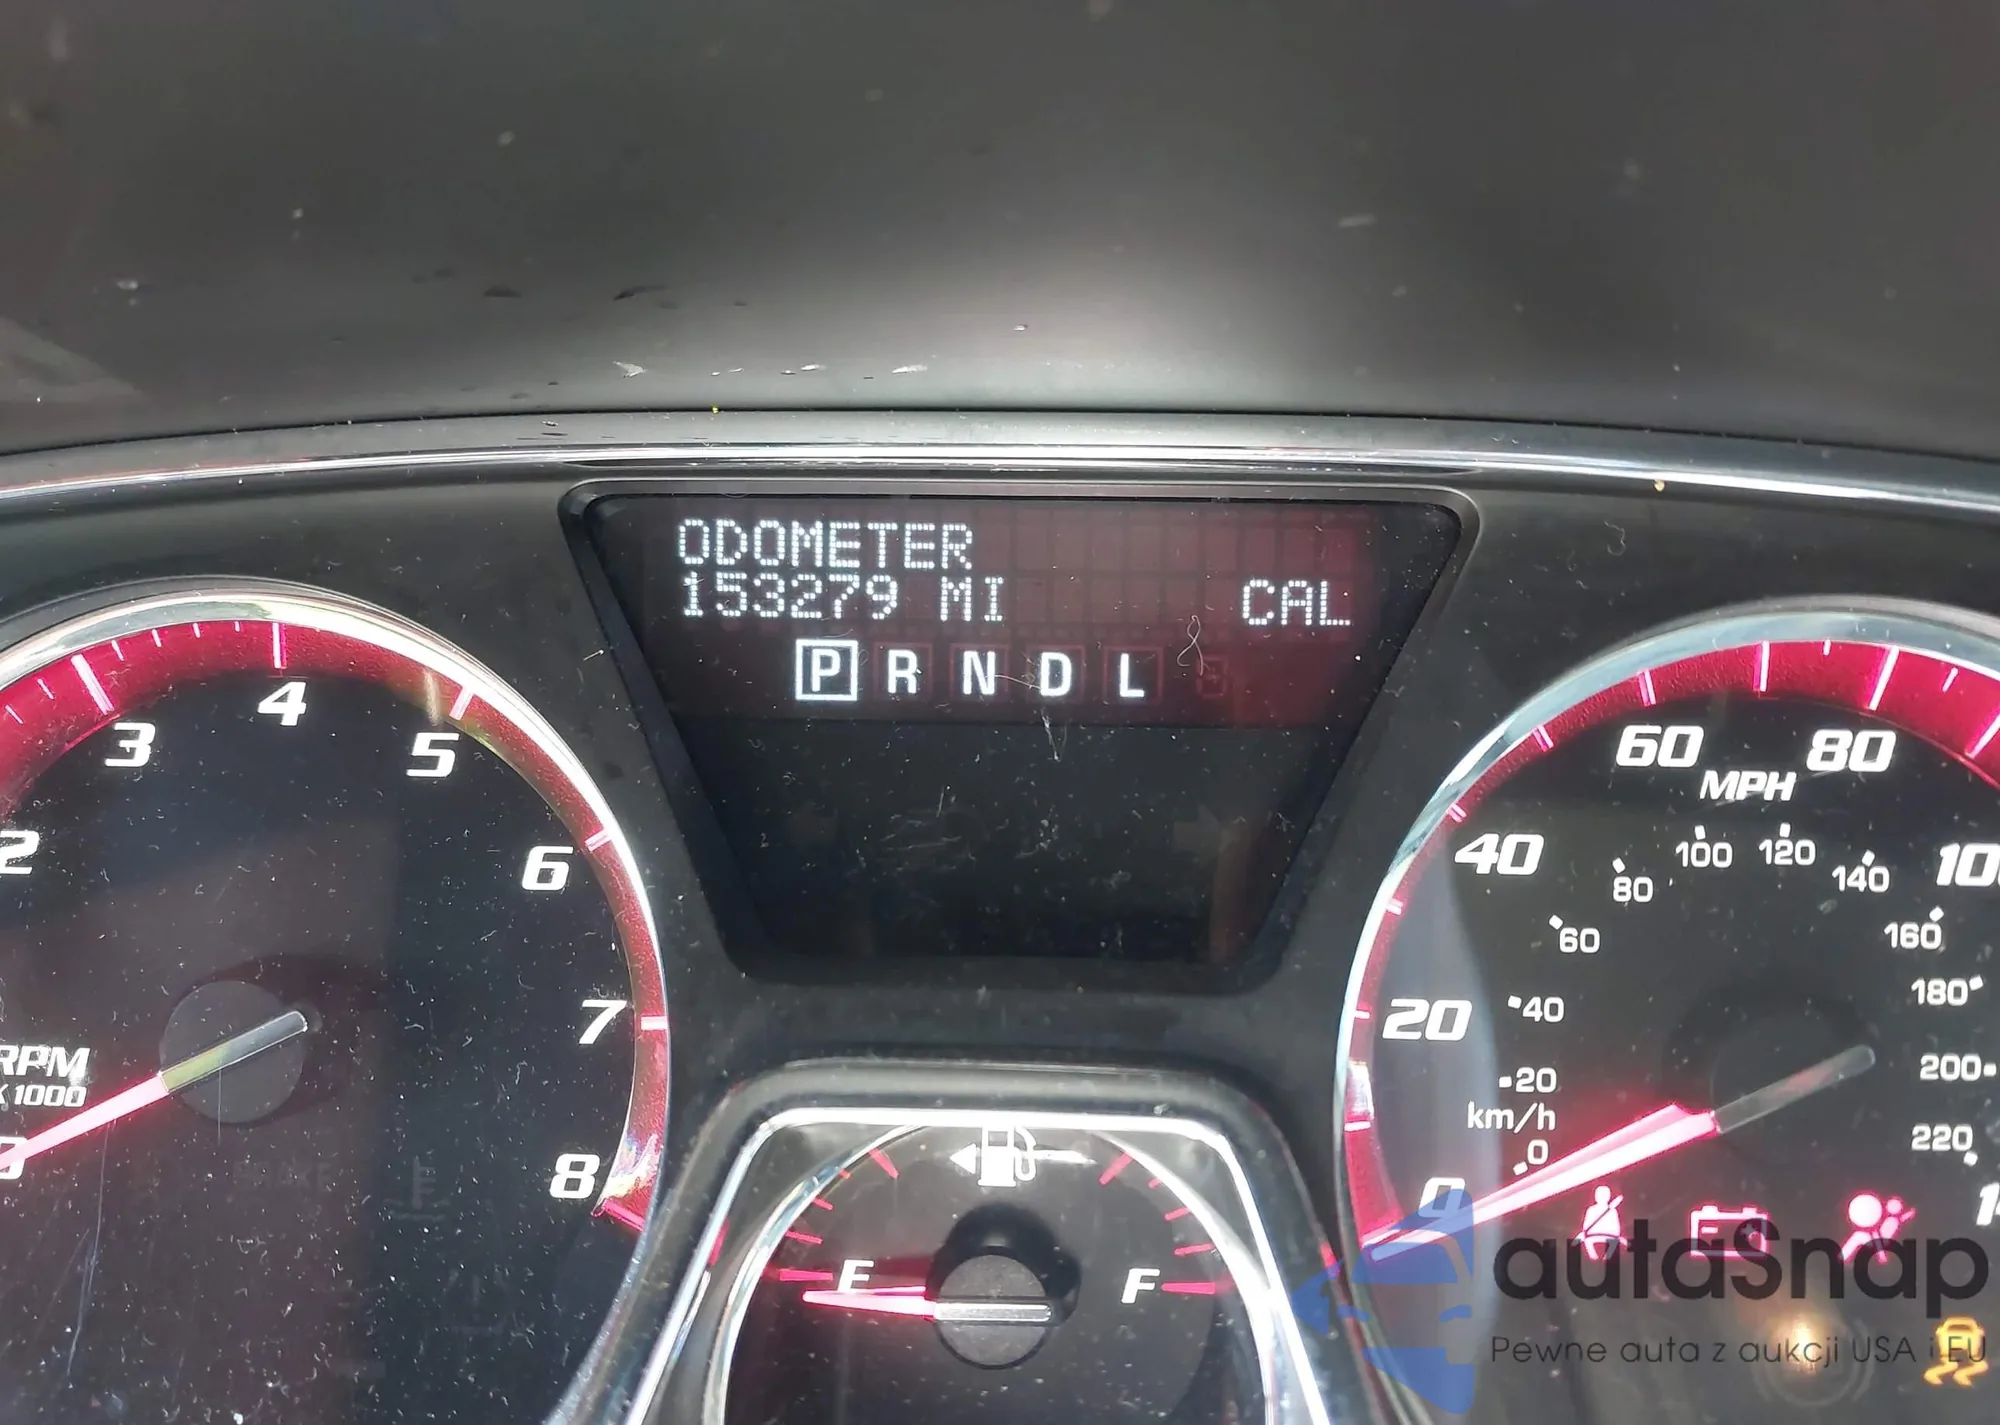 ODOMETER
153279 MI CAL
P R N D L
2 3 4 5 6 7 8
RPM
x 1000
0 20 40 60 80
MPH
km/h
0 20 40 60 80 100 120 140 160 180 200 220
E F
autaSnap
Pewne auta z aukcji USA i EU